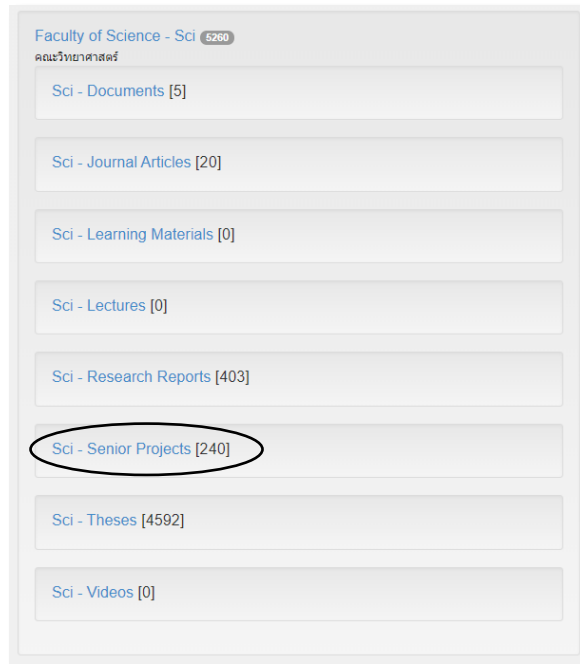 Faculty of Science - Sci 5260
คณะวิทยาศาสตร์
Sci - Documents [5]
Sci - Journal Articles [20]
Sci - Learning Materials [0]
Sci - Lectures [0]
Sci - Research Reports [403]
Sci - Senior Projects [240]
Sci - Theses [4592]
Sci - Videos [0]